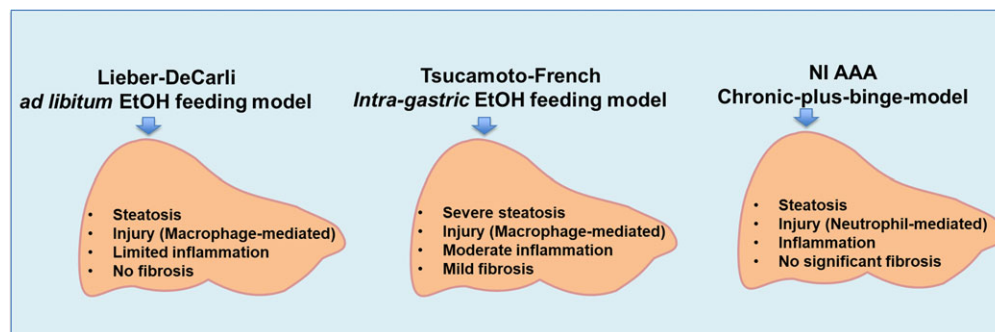 Lieber-DeCarli
ad libitum EtOH feeding model
• Steatosis
• Injury (Macrophage-mediated)
• Limited inflammation
• No fibrosis
Tsucamoto-French
Intra-gastric EtOH feeding model
• Severe steatosis
• Injury (Macrophage-mediated)
• Moderate inflammation
• Mild fibrosis
NI AAA
Chronic-plus-binge-model
• Steatosis
• Injury (Neutrophil-mediated)
• Inflammation
• No significant fibrosis